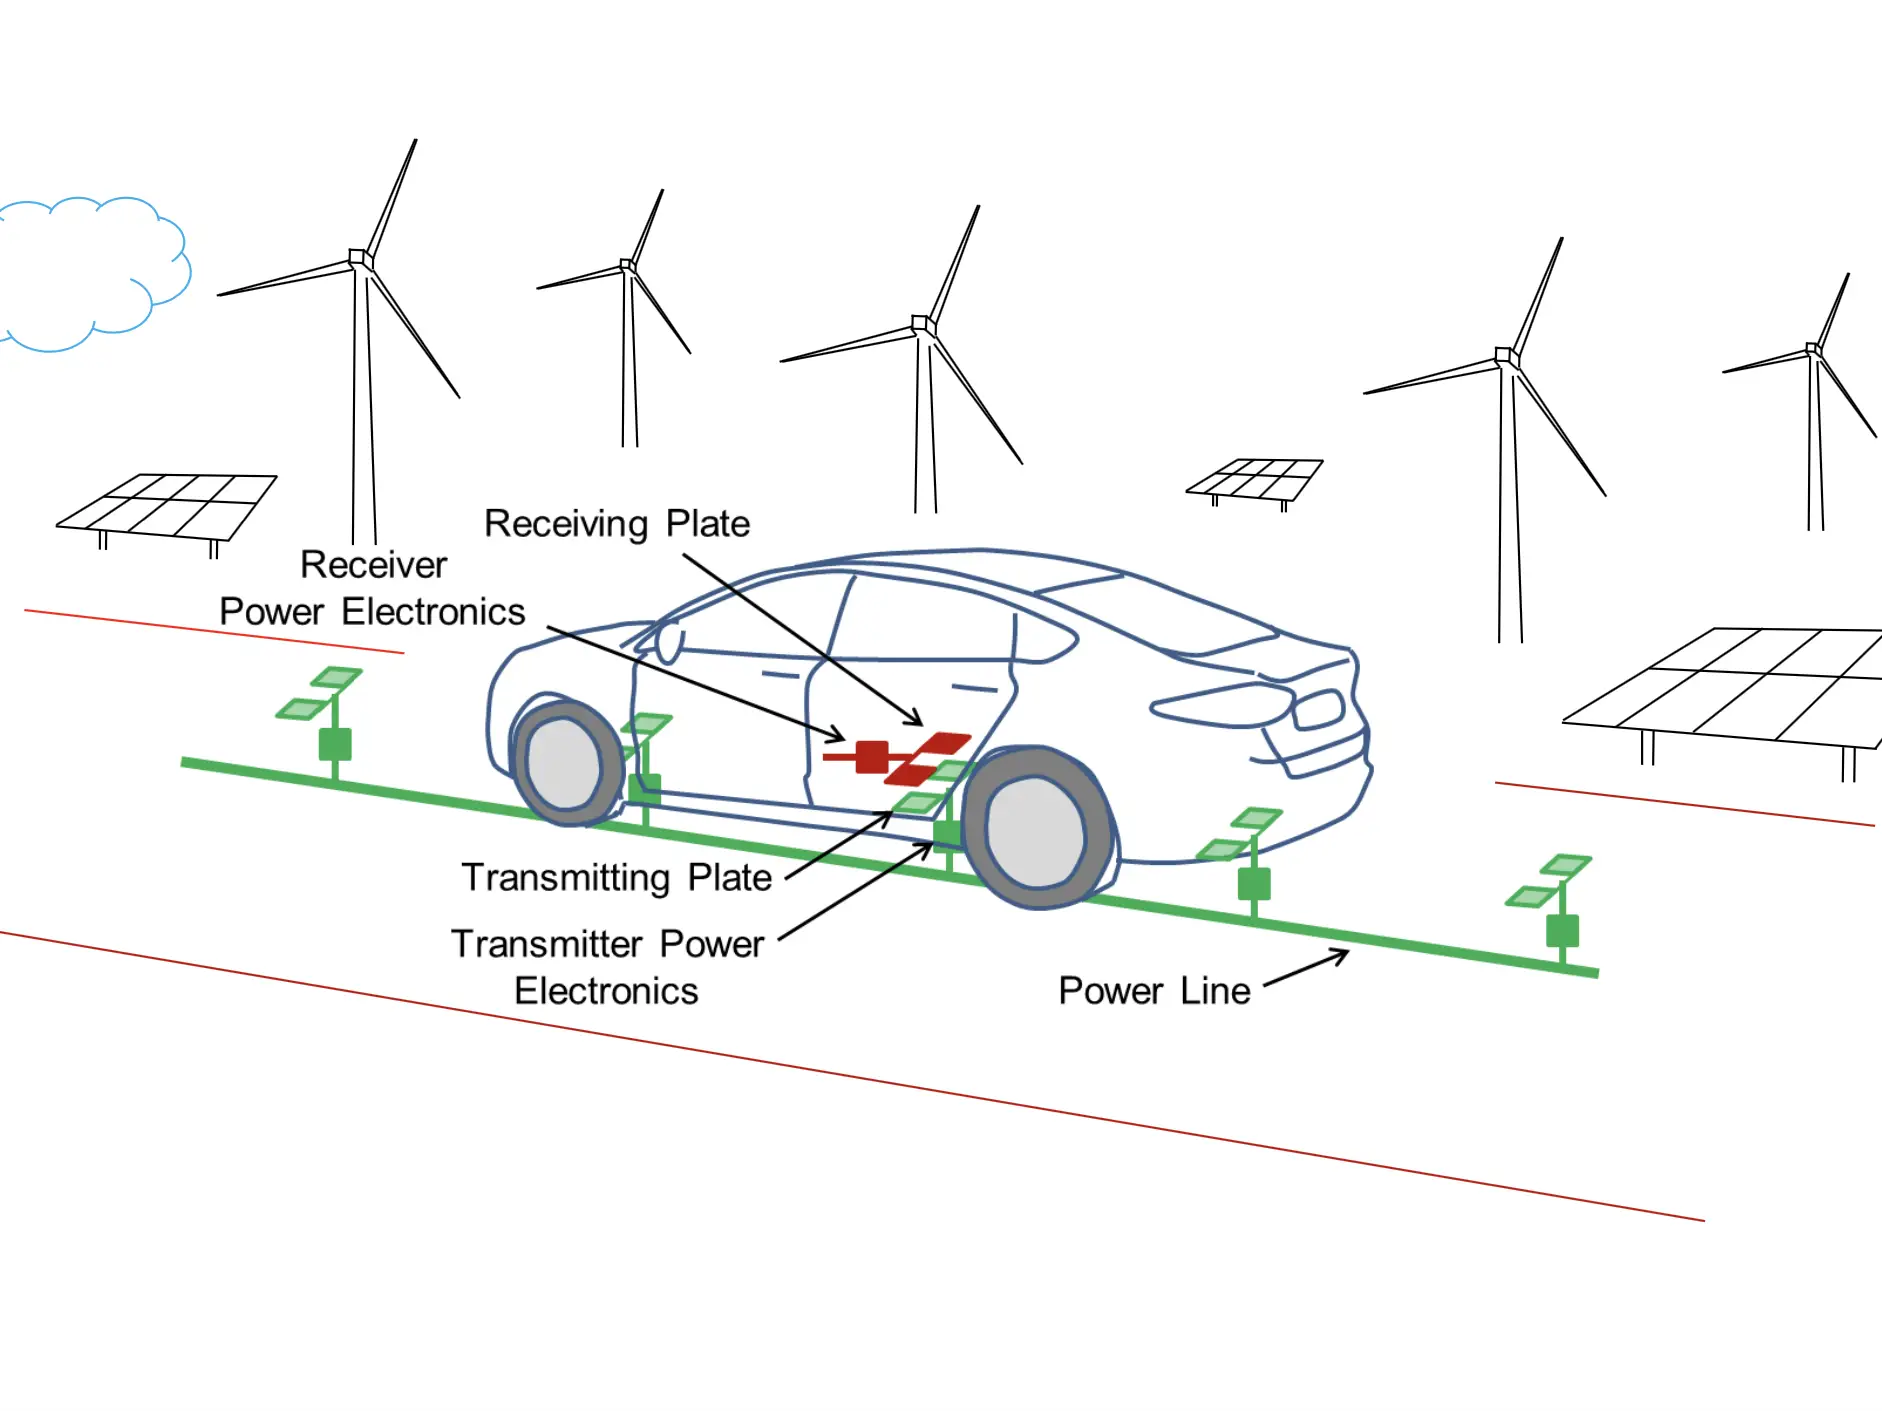 Receiving Plate
Receiver
Power Electronics
Transmitting Plate
Transmitter Power
Electronics
Power Line